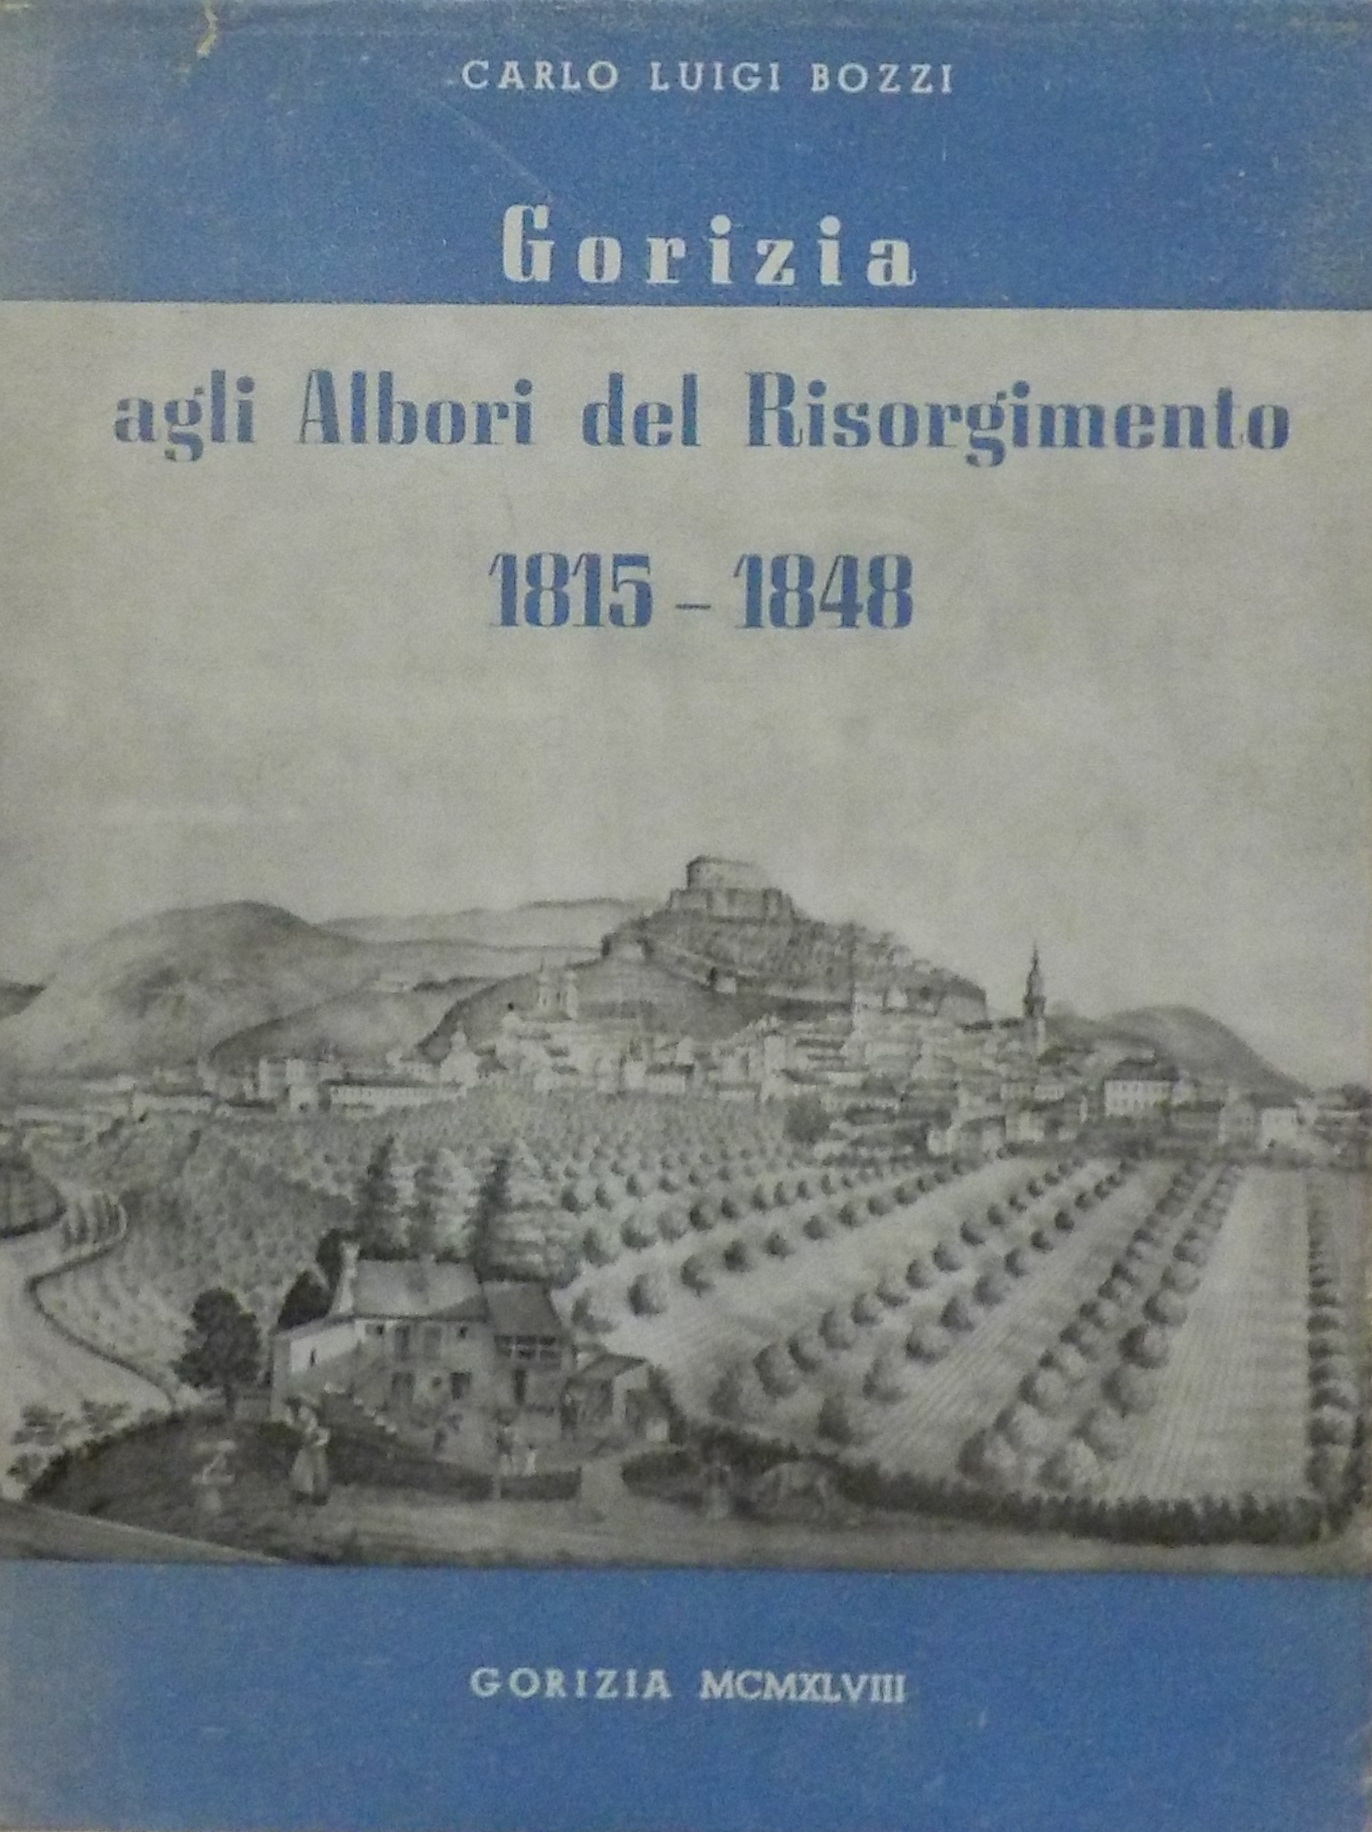 CARLO LUIGI BOZZI
Gorizia
agli Albori del Risorgimento
1815 – 1848
GORIZIA MCMXLVIII